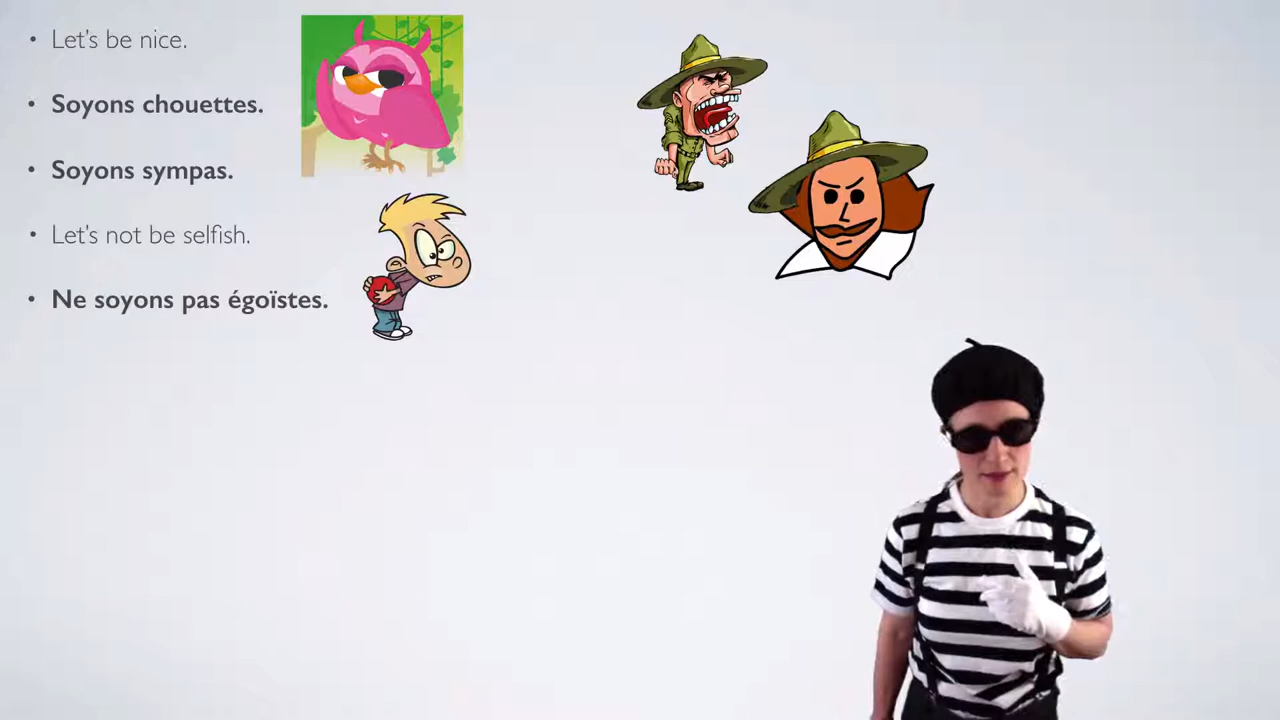 • Let's be nice.
• Soyons chouettes.
• Soyons sympas.
• Let's not be selfish.
• Ne soyons pas égoïstes.